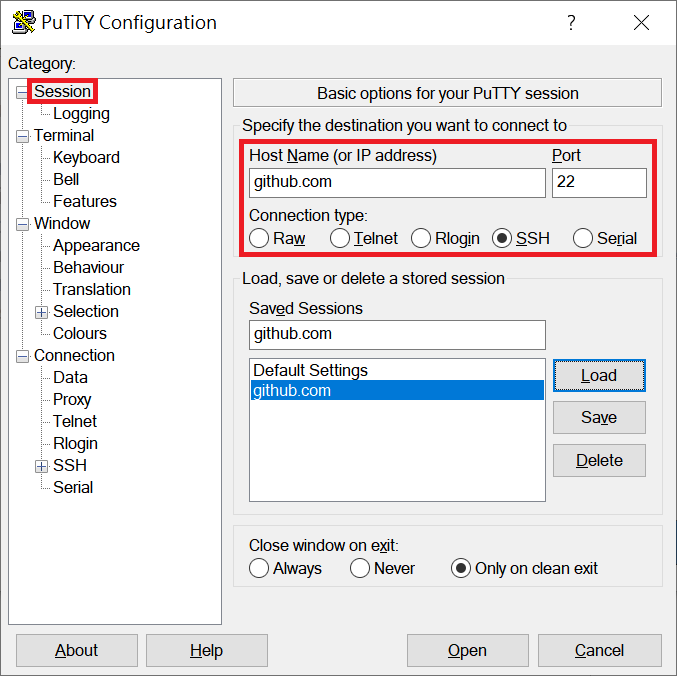 PuTTY Configuration ?
Category:
Session
Logging
Terminal
Keyboard
Bell
Features
Window
Appearance
Behaviour
Translation
Selection
Colours
Connection
Data
Proxy
Telnet
Rlogin
SSH
Serial
Basic options for your PuTTY session
Specify the destination you want to connect to
Host Name (or IP address) Port
github.com 22
Connection type:
Raw Telnet Rlogin SSH Serial
Load, save or delete a stored session
Saved Sessions
github.com
Default Settings
github.com
Load
Save
Delete
Close window on exit:
Always Never Only on clean exit
About Help Open Cancel